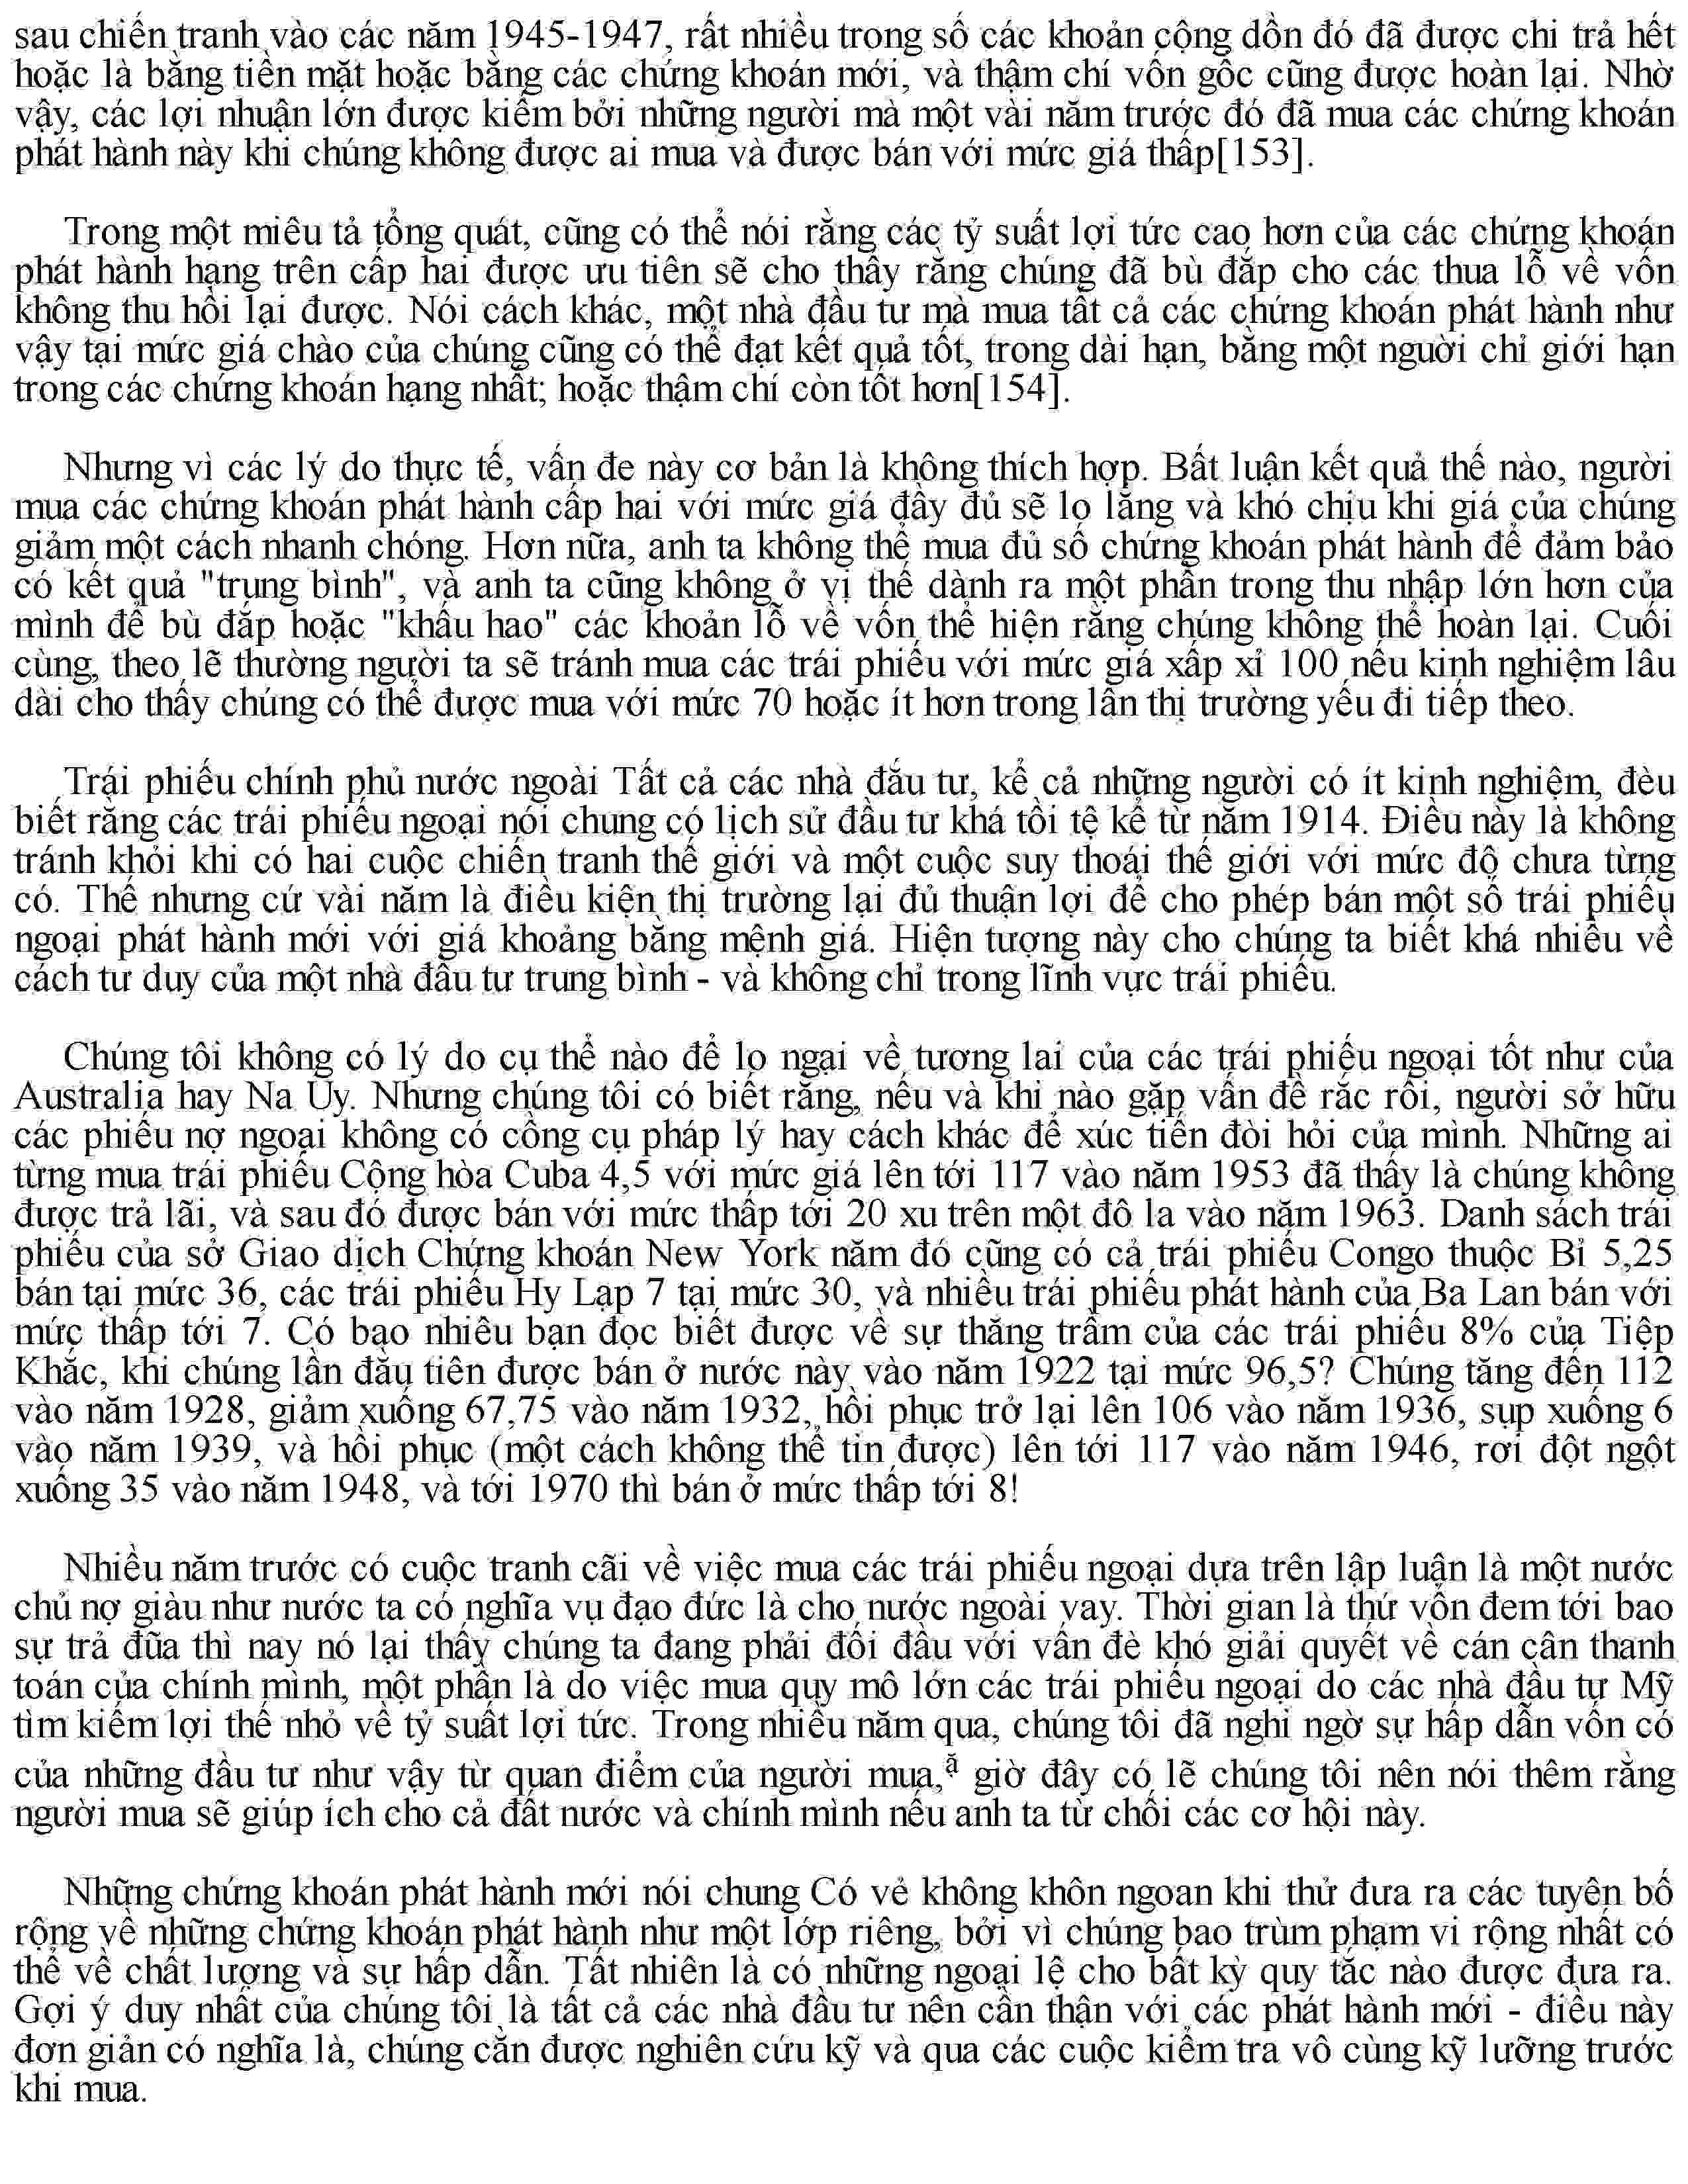 sau chiến tranh vào các năm 1945-1947, rất nhiều trong số các khoản cộng dồn đó đã được chi trả hết
hoặc là bằng tiền mặt hoặc bằng các chứng khoán mới, và thậm chí vốn gốc cũng được hoàn lại. Nhờ
vậy, các lợi nhuận lớn được kiếm bởi những người mà một vài năm trước đó đã mua các chứng khoán
phát hành này khi chúng không được ai mua và được bán với mức giá thấp[153].
Trong một miêu tả tổng quát, cũng có thể nói rằng các tỷ suất lợi tức cao hơn của các chứng khoán
phát hành hạng trên cấp hai được ưu tiên sẽ cho thấy rằng chúng đã bù đắp cho các thua lỗ về vốn
không thu hồi lại được. Nói cách khác, một nhà đầu tư mà mua tất cả các chứng khoán phát hành như
vậy tại mức giá chào của chúng cũng có thể đạt kết quả tốt, trong dài hạn, bằng một người chỉ giới hạn
trong các chứng khoán hạng nhất; hoặc thậm chí còn tốt hơn[154].
Nhưng vì các lý do thực tế, vấn đe này cơ bản là không thích hợp. Bất luận kết quả thế nào, người
mua các chứng khoán phát hành cấp hai với mức giá đầy đủ sẽ lo lắng và khó chịu khi giá của chúng
giảm một cách nhanh chóng. Hơn nữa, anh ta không thể mua đủ số chứng khoán phát hành để đảm bảo
có kết quả "trung bình", và anh ta cũng không ở vị thế dành ra một phần trong thu nhập lớn hơn của
mình để bù đắp hoặc "khấu hao" các khoản lỗ về vốn thể hiện rằng chúng không thể hoàn lại. Cuối
cùng, theo lẽ thường người ta sẽ tránh mua các trái phiếu với mức giá xấp xỉ 100 nếu kinh nghiệm lâu
dài cho thấy chúng có thể được mua với mức 70 hoặc ít hơn trong lần thị trường yếu đi tiếp theo.
Trái phiếu chính phủ nước ngoài Tất cả các nhà đắu tư, kể cả những người có ít kinh nghiệm, đèu
biết rằng các trái phiếu ngoại nói chung có lịch sử đầu tư khá tồi tệ kể từ năm 1914. Điều này là không
tránh khỏi khi có hai cuộc chiến tranh thế giới và một cuộc suy thoái thế giới với mức độ chưa từng
có. Thế nhưng cứ vài năm là điều kiện thị trường lại đủ thuận lợi để cho phép bán một số trái phiếu
ngoại phát hành mới với giá khoảng bằng mệnh giá. Hiện tượng này cho chúng ta biết khá nhiều về
cách tư duy của một nhà đầu tư trung bình - và không chỉ trong lĩnh vực trái phiếu.
Chúng tôi không có lý do cụ thể nào để lo ngại về tương lai của các trái phiếu ngoại tốt như của
Australia hay Na Uy. Nhưng chúng tôi có biết rằng, nếu và khi nào gặp vấn đề rắc rối, người sở hữu
các phiếu nợ ngoại không có công cụ pháp lý hay cách khác để xúc tiến đòi hỏi của mình. Những ai
từng mua trái phiếu Cộng hòa Cuba 4,5 với mức giá lên tới 117 vào năm 1953 đã thấy là chúng không
được trả lãi, và sau đó được bán với mức thấp tới 20 xu trên một đô la vào năm 1963. Danh sách trái
phiếu của sở Giao dịch Chứng khoán New York năm đó cũng có cả trái phiếu Congo thuộc Bỉ 5,25
bán tại mức 36, các trái phiếu Hy Lạp 7 tại mức 30, và nhiều trái phiếu phát hành của Ba Lan bán với
mức thấp tới 7. Có bao nhiêu bạn đọc biết được về sự thăng trầm của các trái phiếu 8% của Tiệp
Khắc, khi chúng lần đầu tiên được bán ở nước này vào năm 1922 tại mức 96,5? Chúng tăng đến 112
vào năm 1928, giảm xuống 67,75 vào năm 1932, hồi phục trở lại lên 106 vào năm 1936, sụp xuống 6
vào năm 1939, và hồi phục (một cách không thể tin được) lên tới 117 vào năm 1946, rơi đột ngột
xuống 35 vào năm 1948, và tới 1970 thì bán ở mức thấp tới 8!
Nhiều năm trước có cuộc tranh cãi về việc mua các trái phiếu ngoại dựa trên lập luận là một nước
chủ nợ giàu như nước ta có nghĩa vụ đạo đức là cho nước ngoài vay. Thời gian là thứ vốn đem tới bao
sự trả đũa thì nay nó lại thấy chúng ta đang phải đối đầu với vấn đè khó giải quyết về cán cân thanh
toán của chính mình, một phần là do việc mua quy mô lớn các trái phiếu ngoại do các nhà đầu tư Mỹ
tìm kiếm lợi thế nhỏ về tỷ suất lợi tức. Trong nhiều năm qua, chúng tôi đã nghi ngờ sự hấp dẫn vốn có
của những đầu tư như vậy từ quan điểm của người mua,ặ giờ đây có lẽ chúng tôi nên nói thêm rằng
người mua sẽ giúp ích cho cả đất nước và chính mình nếu anh ta từ chối các cơ hội này.
Những chứng khoán phát hành mới nói chung Có vẻ không khôn ngoan khi thử đưa ra các tuyên bố
rộng về những chứng khoán phát hành như một lớp riêng, bởi vì chúng bao trùm phạm vi rộng nhất có
thể về chất lượng và sự hấp dẫn. Tất nhiên là có những ngoại lệ cho bất kỳ quy tắc nào được đưa ra.
Gợi ý duy nhất của chúng tôi là tất cả các nhà đầu tư nên cẩn thận với các phát hành mới - điều này
đơn giản có nghĩa là, chúng cần được nghiên cứu kỹ và qua các cuộc kiểm tra vô cùng kỹ lưỡng trước
khi mua.